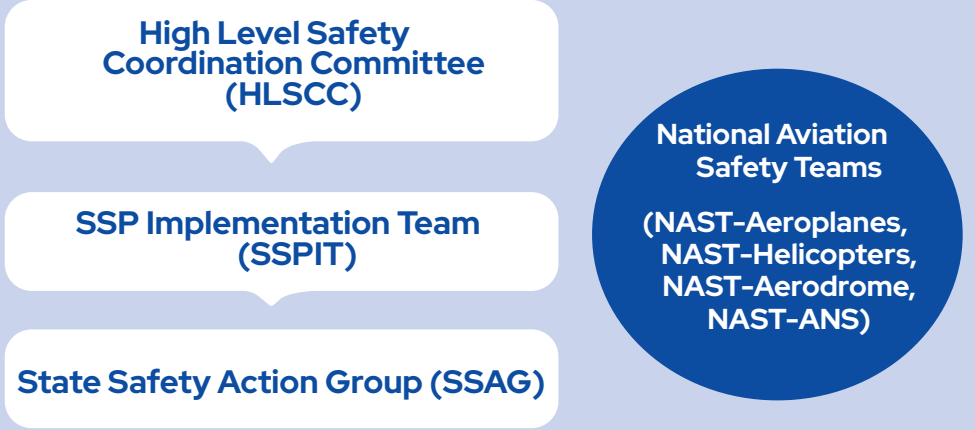 High Level Safety
Coordination Committee
(HLSCC)
SSP Implementation Team
(SSPIT)
State Safety Action Group (SSAG)
National Aviation
Safety Teams
(NAST-Aeroplanes,
NAST-Helicopters,
NAST-Aerodrome,
NAST-ANS)